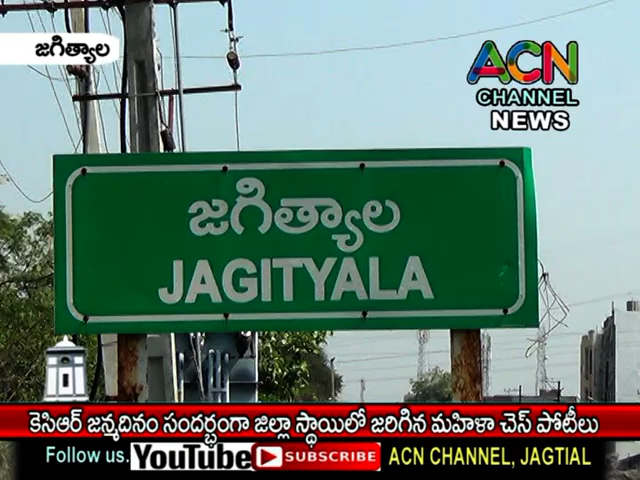 జగిత్యాల
ACN
CHANNEL
NEWS
జగిత్యాల
JAGITYALA
కెసిఆర్ జన్మదినం సందర్భంగా జిల్లా స్థాయిలో జరిగిన మహిళా చెస్ పోటీలు
Follow us. YouTube SUBSCRIBE ACN CHANNEL, JAGTIAL